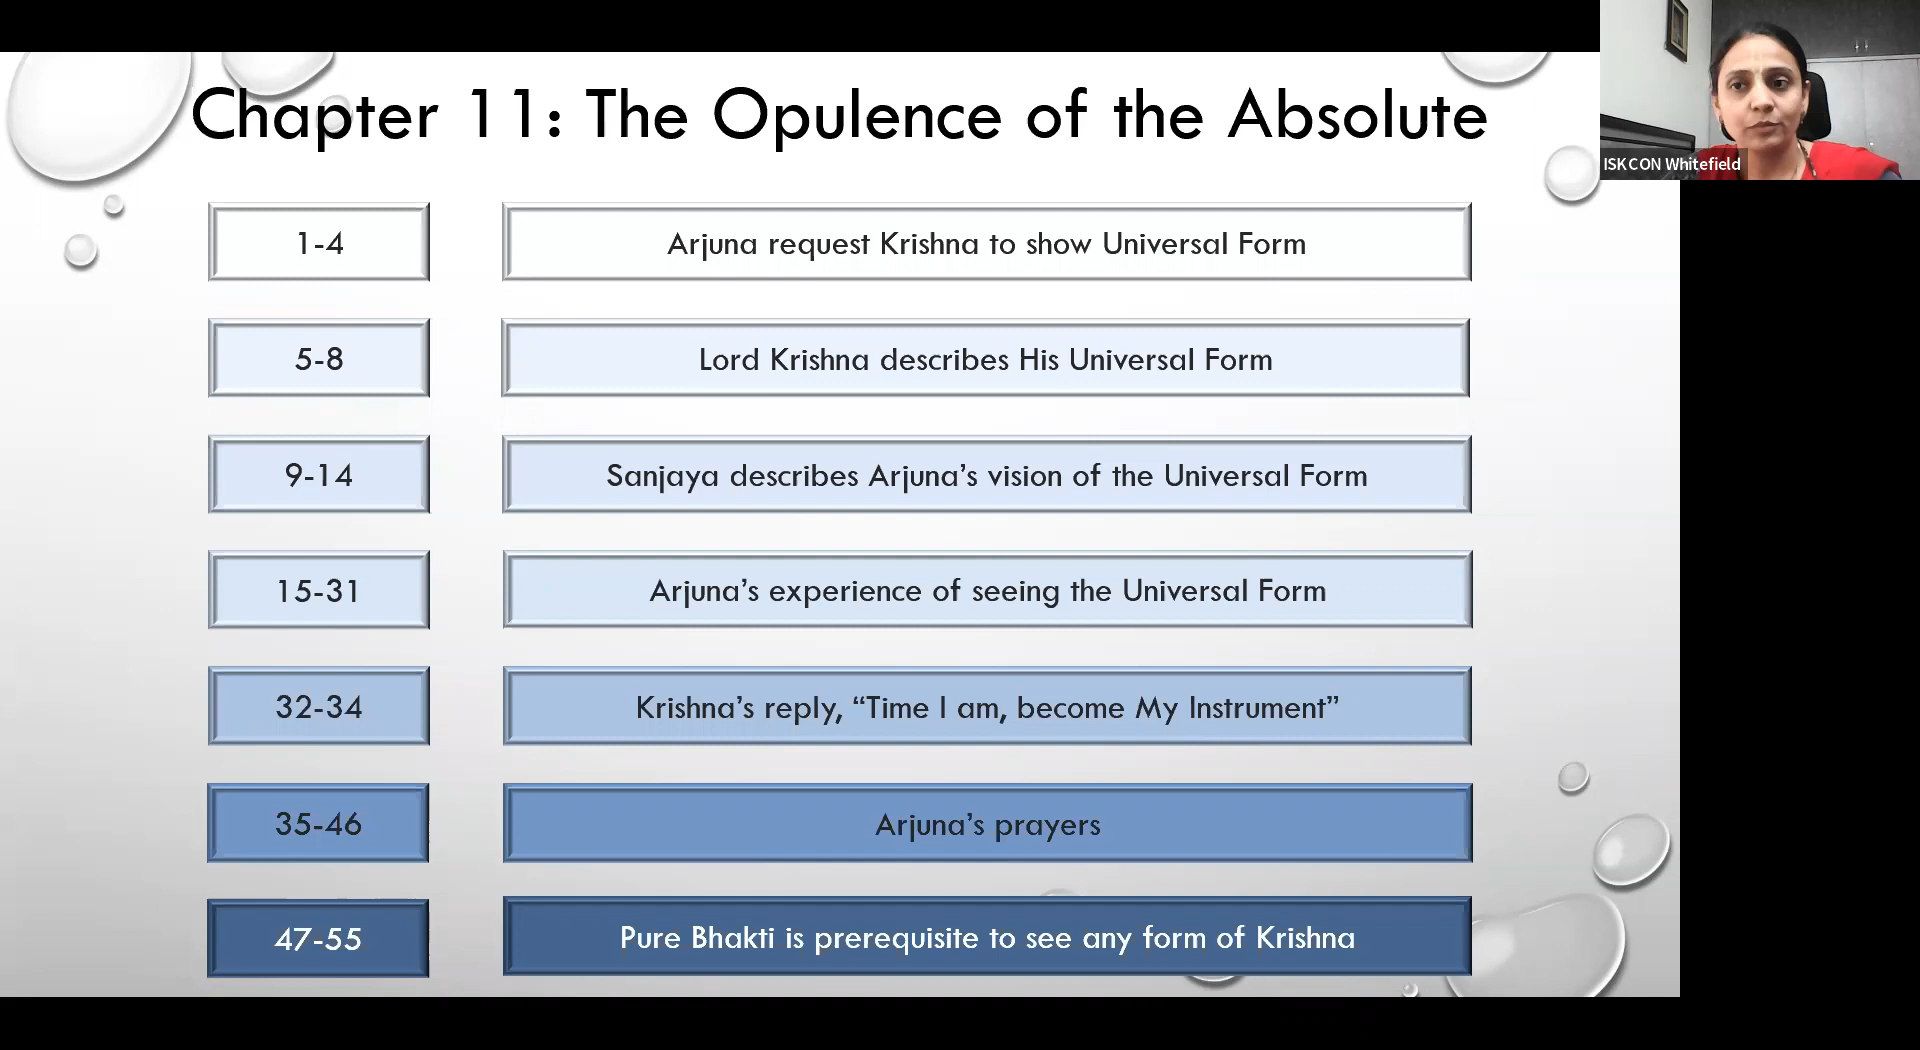 Chapter 11: The Opulence of the Absolute
ISKCON Whitefield
1-4
Arjuna request Krishna to show Universal Form
5-8
Lord Krishna describes His Universal Form
9-14
Sanjaya describes Arjuna’s vision of the Universal Form
15-31
Arjuna’s experience of seeing the Universal Form
32-34
Krishna’s reply, “Time I am, become My Instrument”
35-46
Arjuna’s prayers
47-55
Pure Bhakti is prerequisite to see any form of Krishna